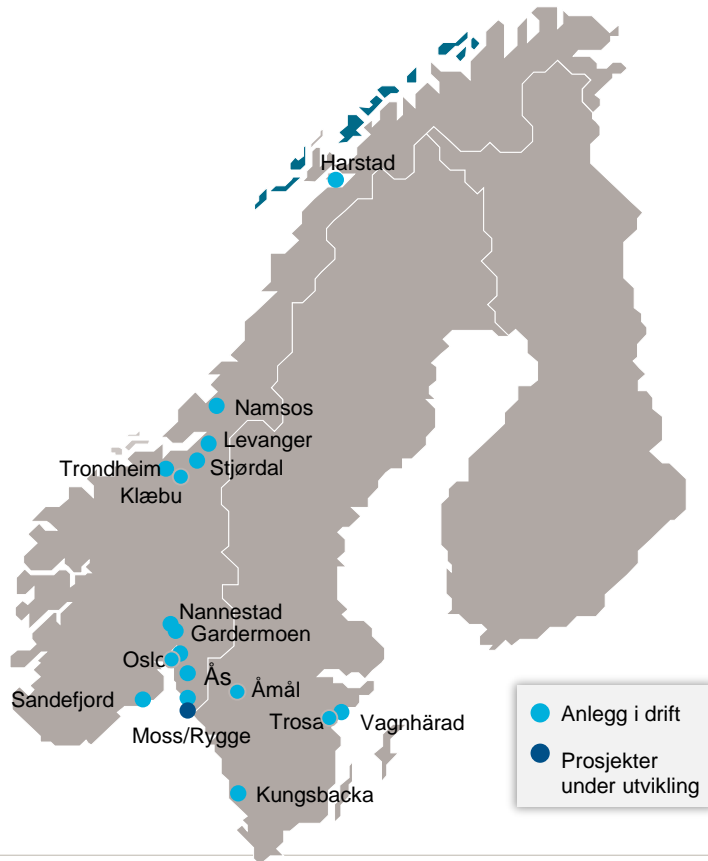 Harstad
Namsos
Levanger
Trondheim
Stjørdal
Klæbu
Nannestad
Gardermoen
Oslo
Ås
Åmål
Sandefjord
Trosa
Vagnhärad
Moss/Rygge
Kungsbacka
Anlegg i drift
Prosjekter
under utvikling